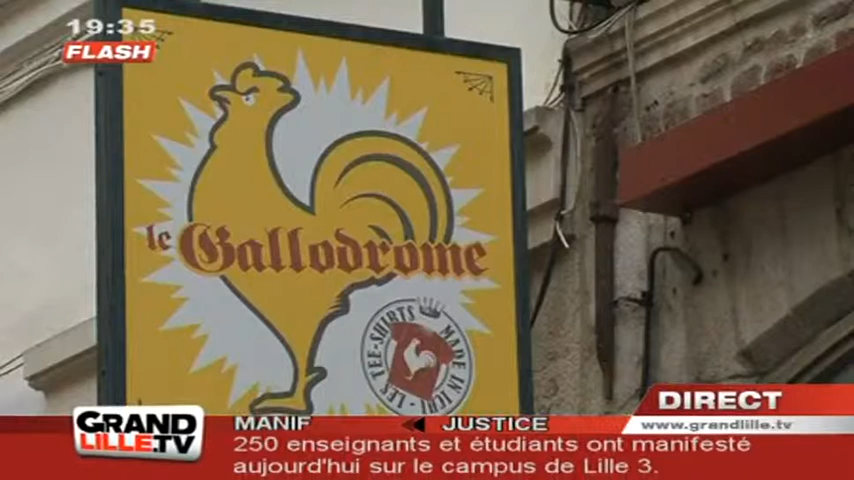 19:35
FLASH
le Gallodrome
LES TEE-SHIRTS
MADE IN ICHI
DIRECT
www.grandlille.tv
GRAND
LiLLE.TV
MANIF
JUSTICE
250 enseignants et étudiants ont manifesté
aujourd'hui sur le campus de Lille 3.